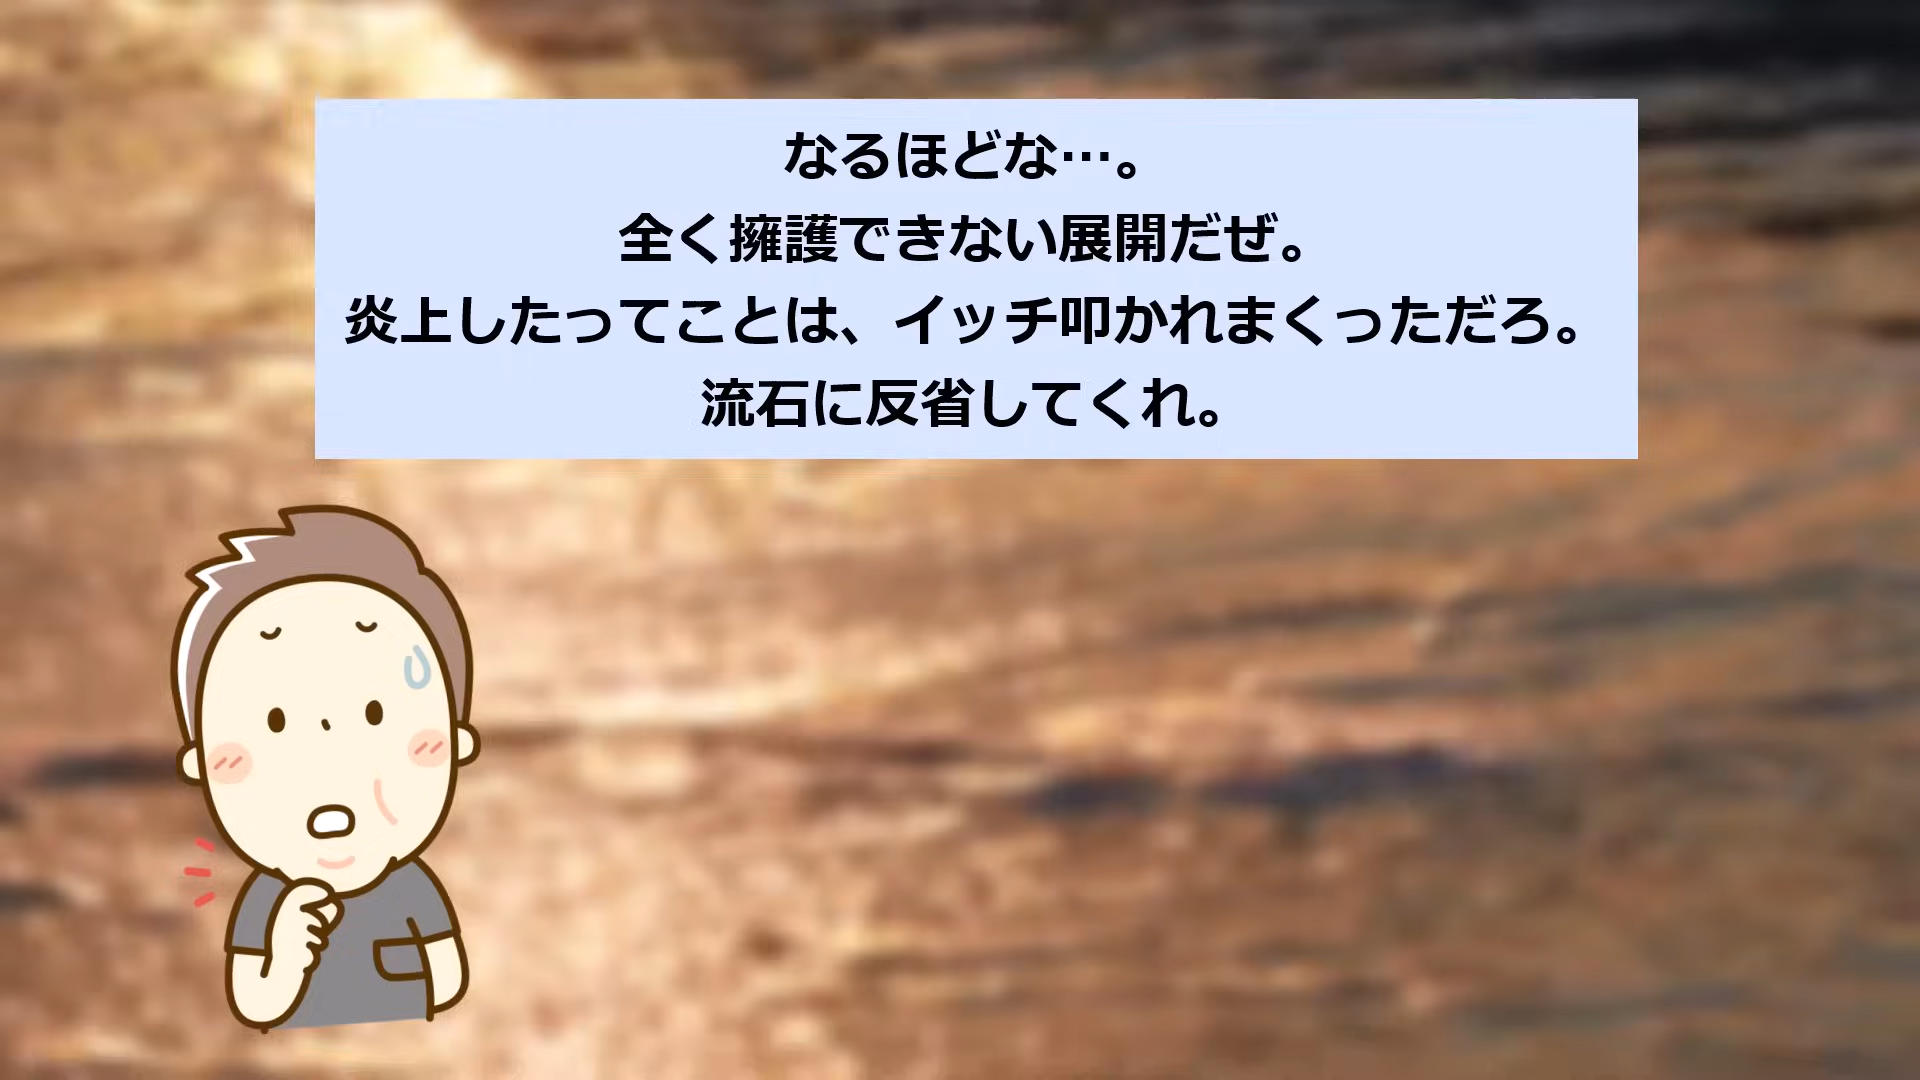 なるほどな…。
全く擁護できない展開だぜ。
炎上したってことは、イッチ叩かれまくっただろ。
流石に反省してくれ。